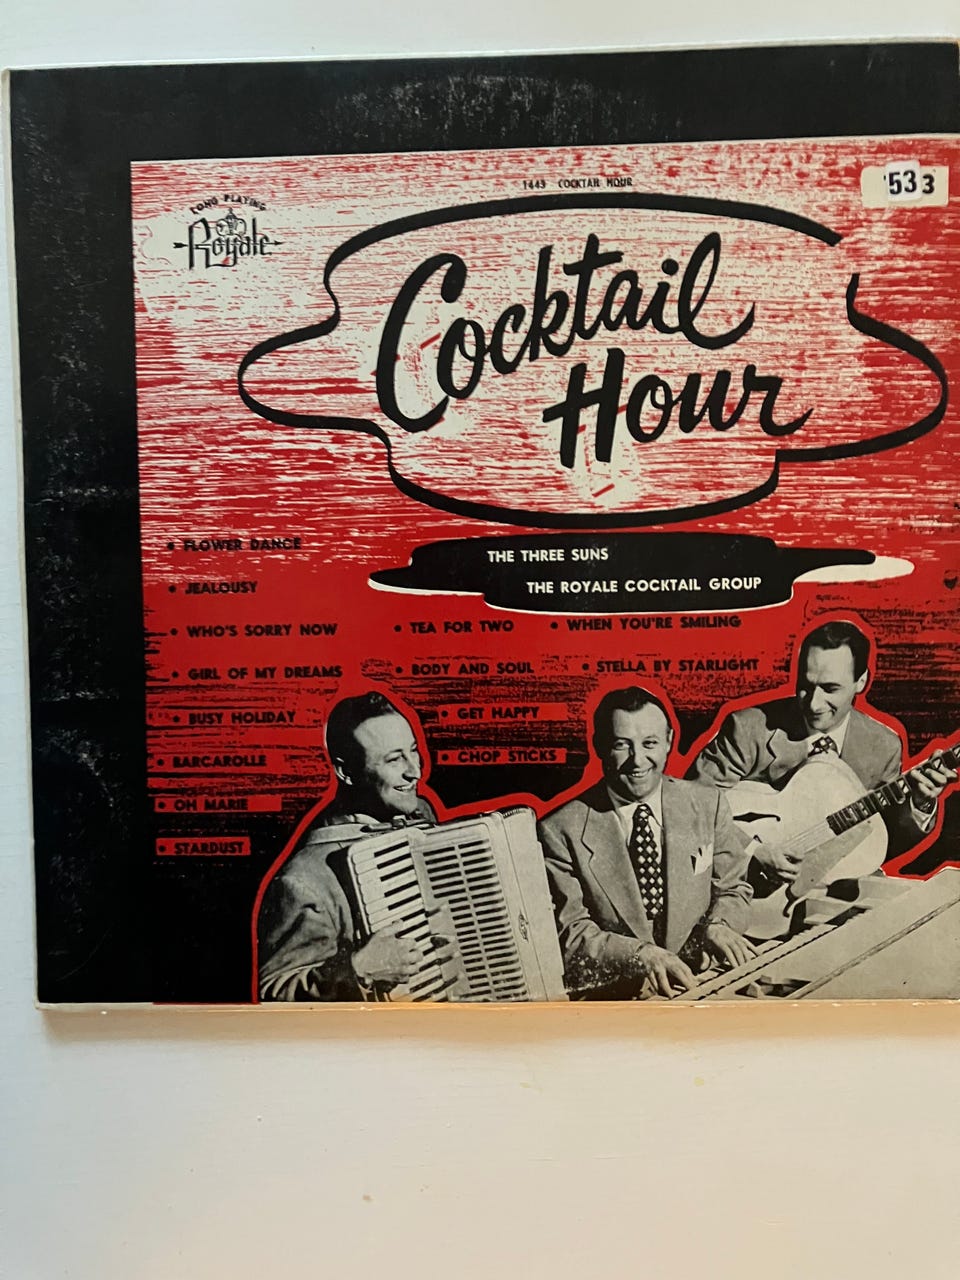 1443 COCKTAIL HOUR
'533
LONG PLAYING
Royale
Cocktail
Hour
THE THREE SUNS
THE ROYALE COCKTAIL GROUP
• FLOWER DANCE
• JEALOUSY
• WHO'S SORRY NOW
• TEA FOR TWO
• WHEN YOU'RE SMILING
• GIRL OF MY DREAMS
• BODY AND SOUL
• STELLA BY STARLIGHT
• BUSY HOLIDAY
• GET HAPPY
• BARCAROLLE
• CHOP STICKS
• OH MARIE
• STARDUST